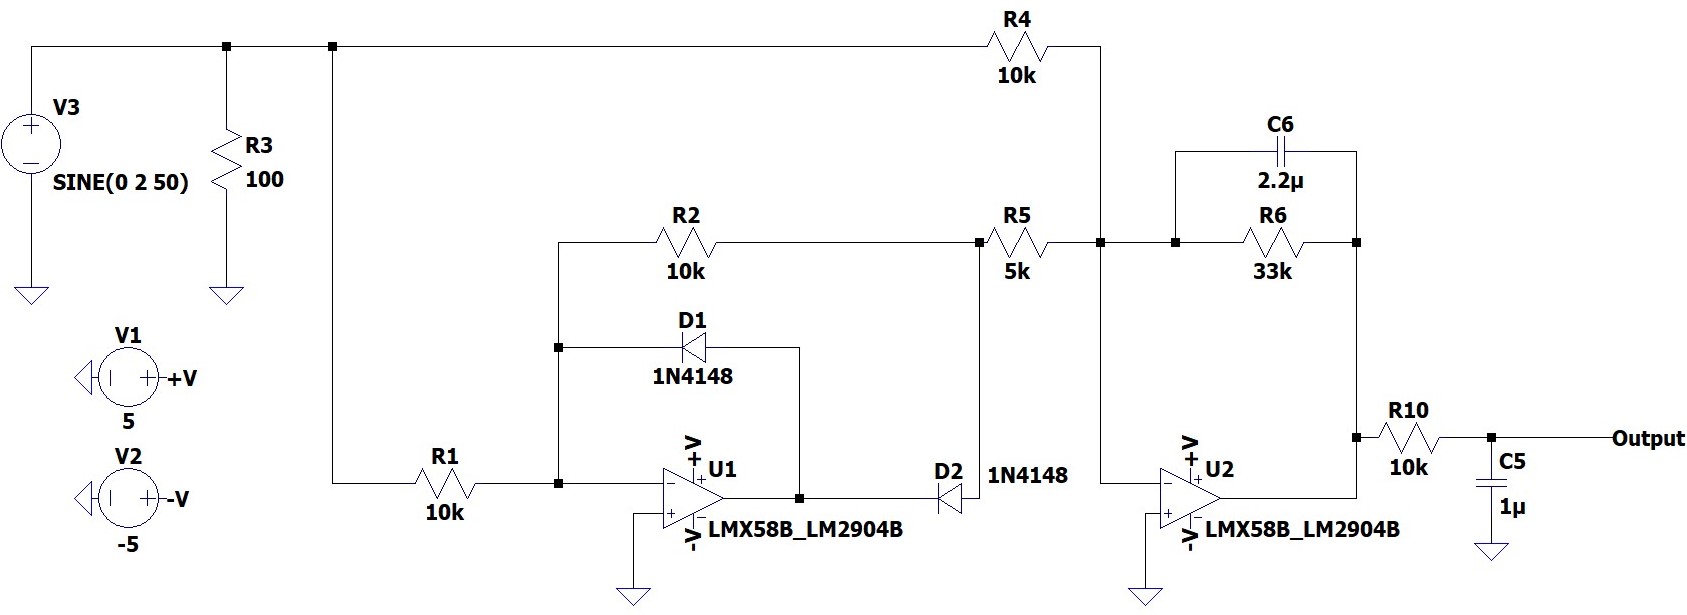 R4
10k
V3
SINE(0 2 50)
R3
100
C6
2.2µ
R2
10k
R5
5k
R6
33k
D1
1N4148
V1
+V
5
V2
-V
-5
R1
10k
+V
U1
-V
LMX58B_LM2904B
D2
1N4148
+V
U2
-V
LMX58B_LM2904B
R10
10k
Output
C5
1µ